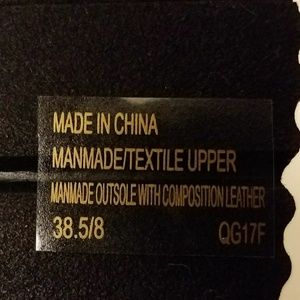 MADE IN CHINA
MANMADE/TEXTILE UPPER
MANMADE OUTSOLE WITH COMPOSITION LEATHER
38.5/8 QG17F